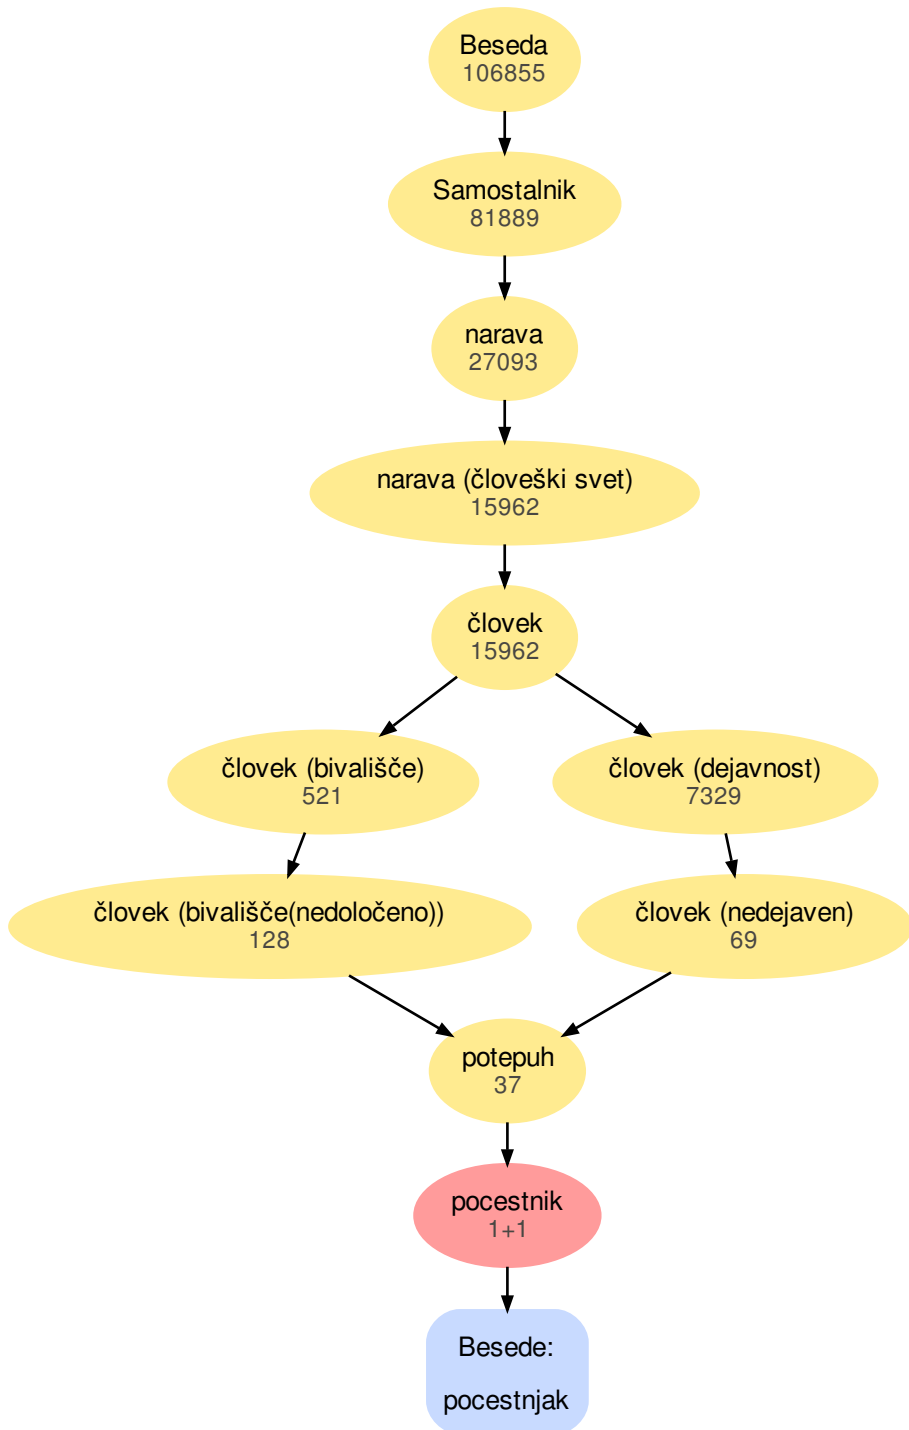 Beseda
106855
Samostalnik
81889
narava
27093
narava (človeški svet)
15962
človek
15962
človek (bivališče)
521
človek (dejavnost)
7329
človek (bivališče(nedoločeno))
128
človek (nedejaven)
69
potepuh
37
pocestnik
1+1
Besede:
pocestnjak